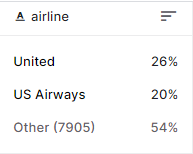 A airline
United 26%
US Airways 20%
Other (7905) 54%